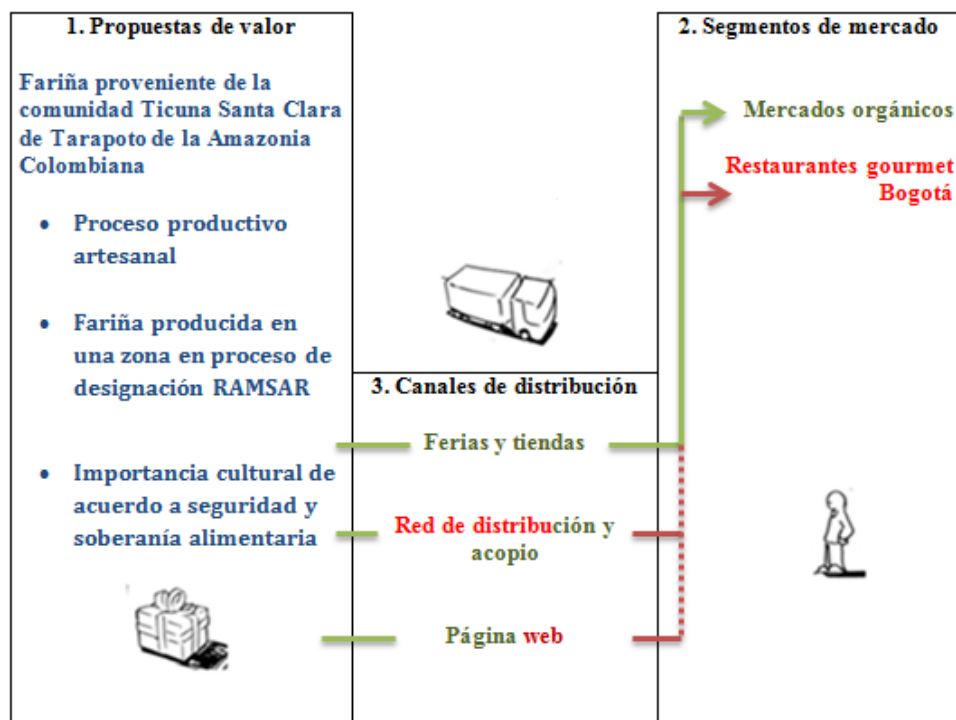 1. Propuestas de valor
Fariña proveniente de la
comunidad Ticuna Santa Clara
de Tarapoto de la Amazonia
Colombiana
• Proceso productivo
artesanal
• Fariña producida en
una zona en proceso de
designación RAMSAR
• Importancia cultural de
acuerdo a seguridad y
soberanía alimentaria
3. Canales de distribución
Ferias y tiendas
Red de distribución y
acopio
Página web
2. Segmentos de mercado
Mercados orgánicos
Restaurantes gourmet
Bogotá